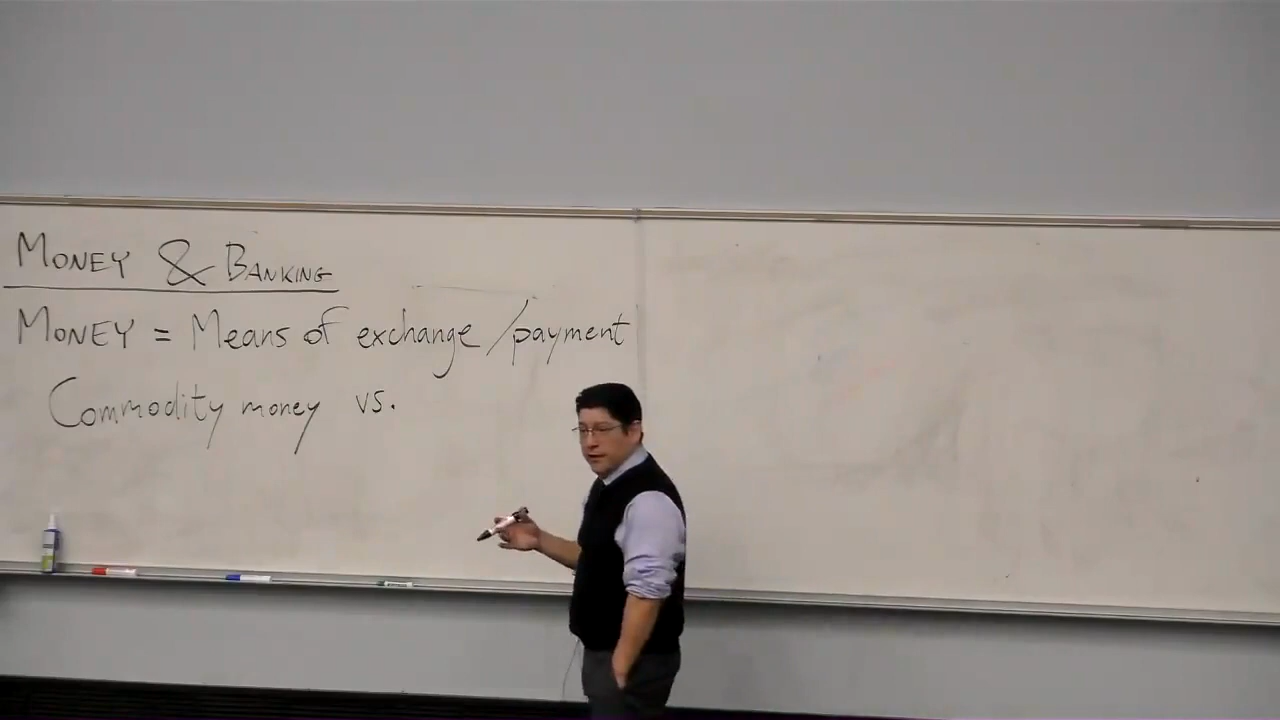 MONEY & BANKING
MONEY = Means of exchange/payment
Commodity money vs.